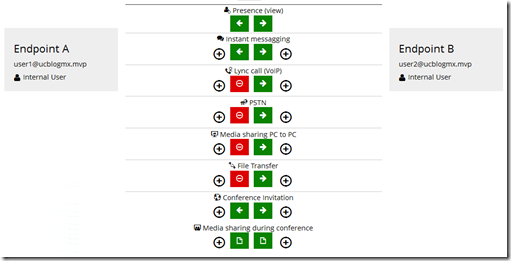 Presence (view)
Endpoint A
user1@ucblogmx.mvp
Internal User
Instant messagging
Lync call (VoIP)
PSTN
Media sharing PC to PC
File Transfer
Conference Invitation
Media sharing during conference
Endpoint B
user2@ucblogmx.mvp
Internal User